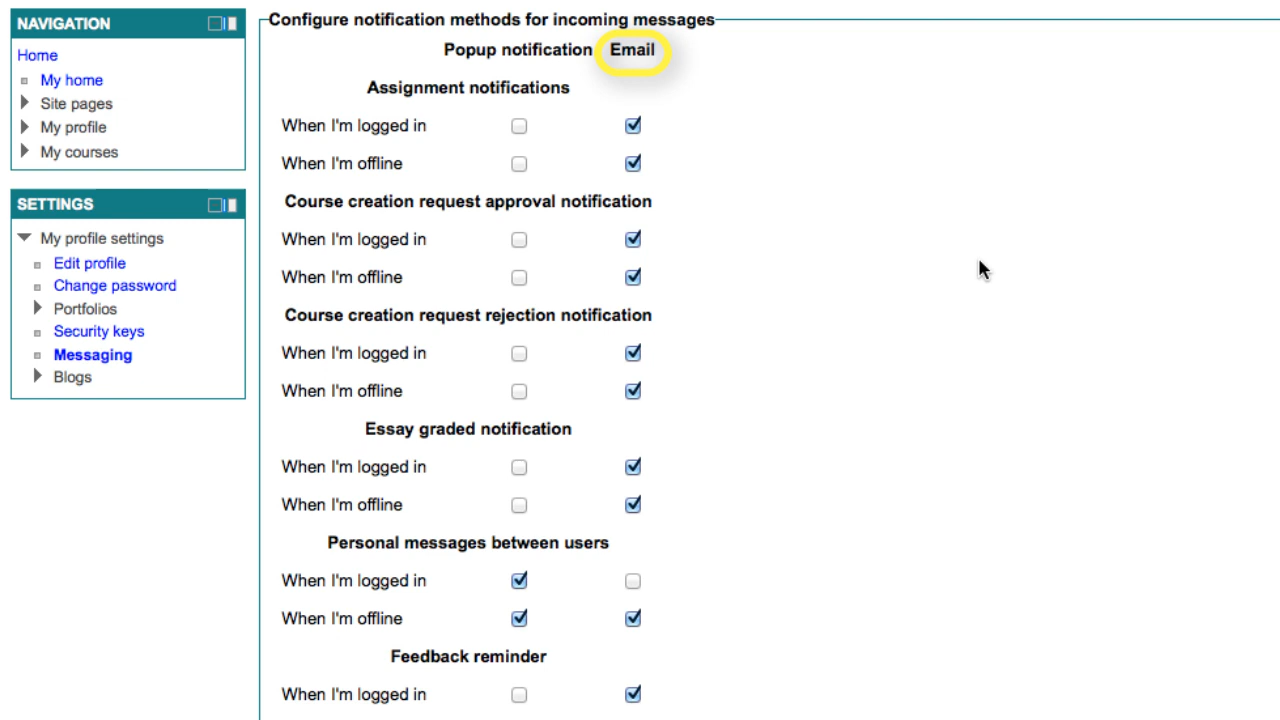 NAVIGATION
Home
My home
Site pages
My profile
My courses
SETTINGS
My profile settings
Edit profile
Change password
Portfolios
Security keys
Messaging
Blogs
Configure notification methods for incoming messages
Popup notification Email
Assignment notifications
When I'm logged in
When I'm offline
Course creation request approval notification
When I'm logged in
When I'm offline
Course creation request rejection notification
When I'm logged in
When I'm offline
Essay graded notification
When I'm logged in
When I'm offline
Personal messages between users
When I'm logged in
When I'm offline
Feedback reminder
When I'm logged in